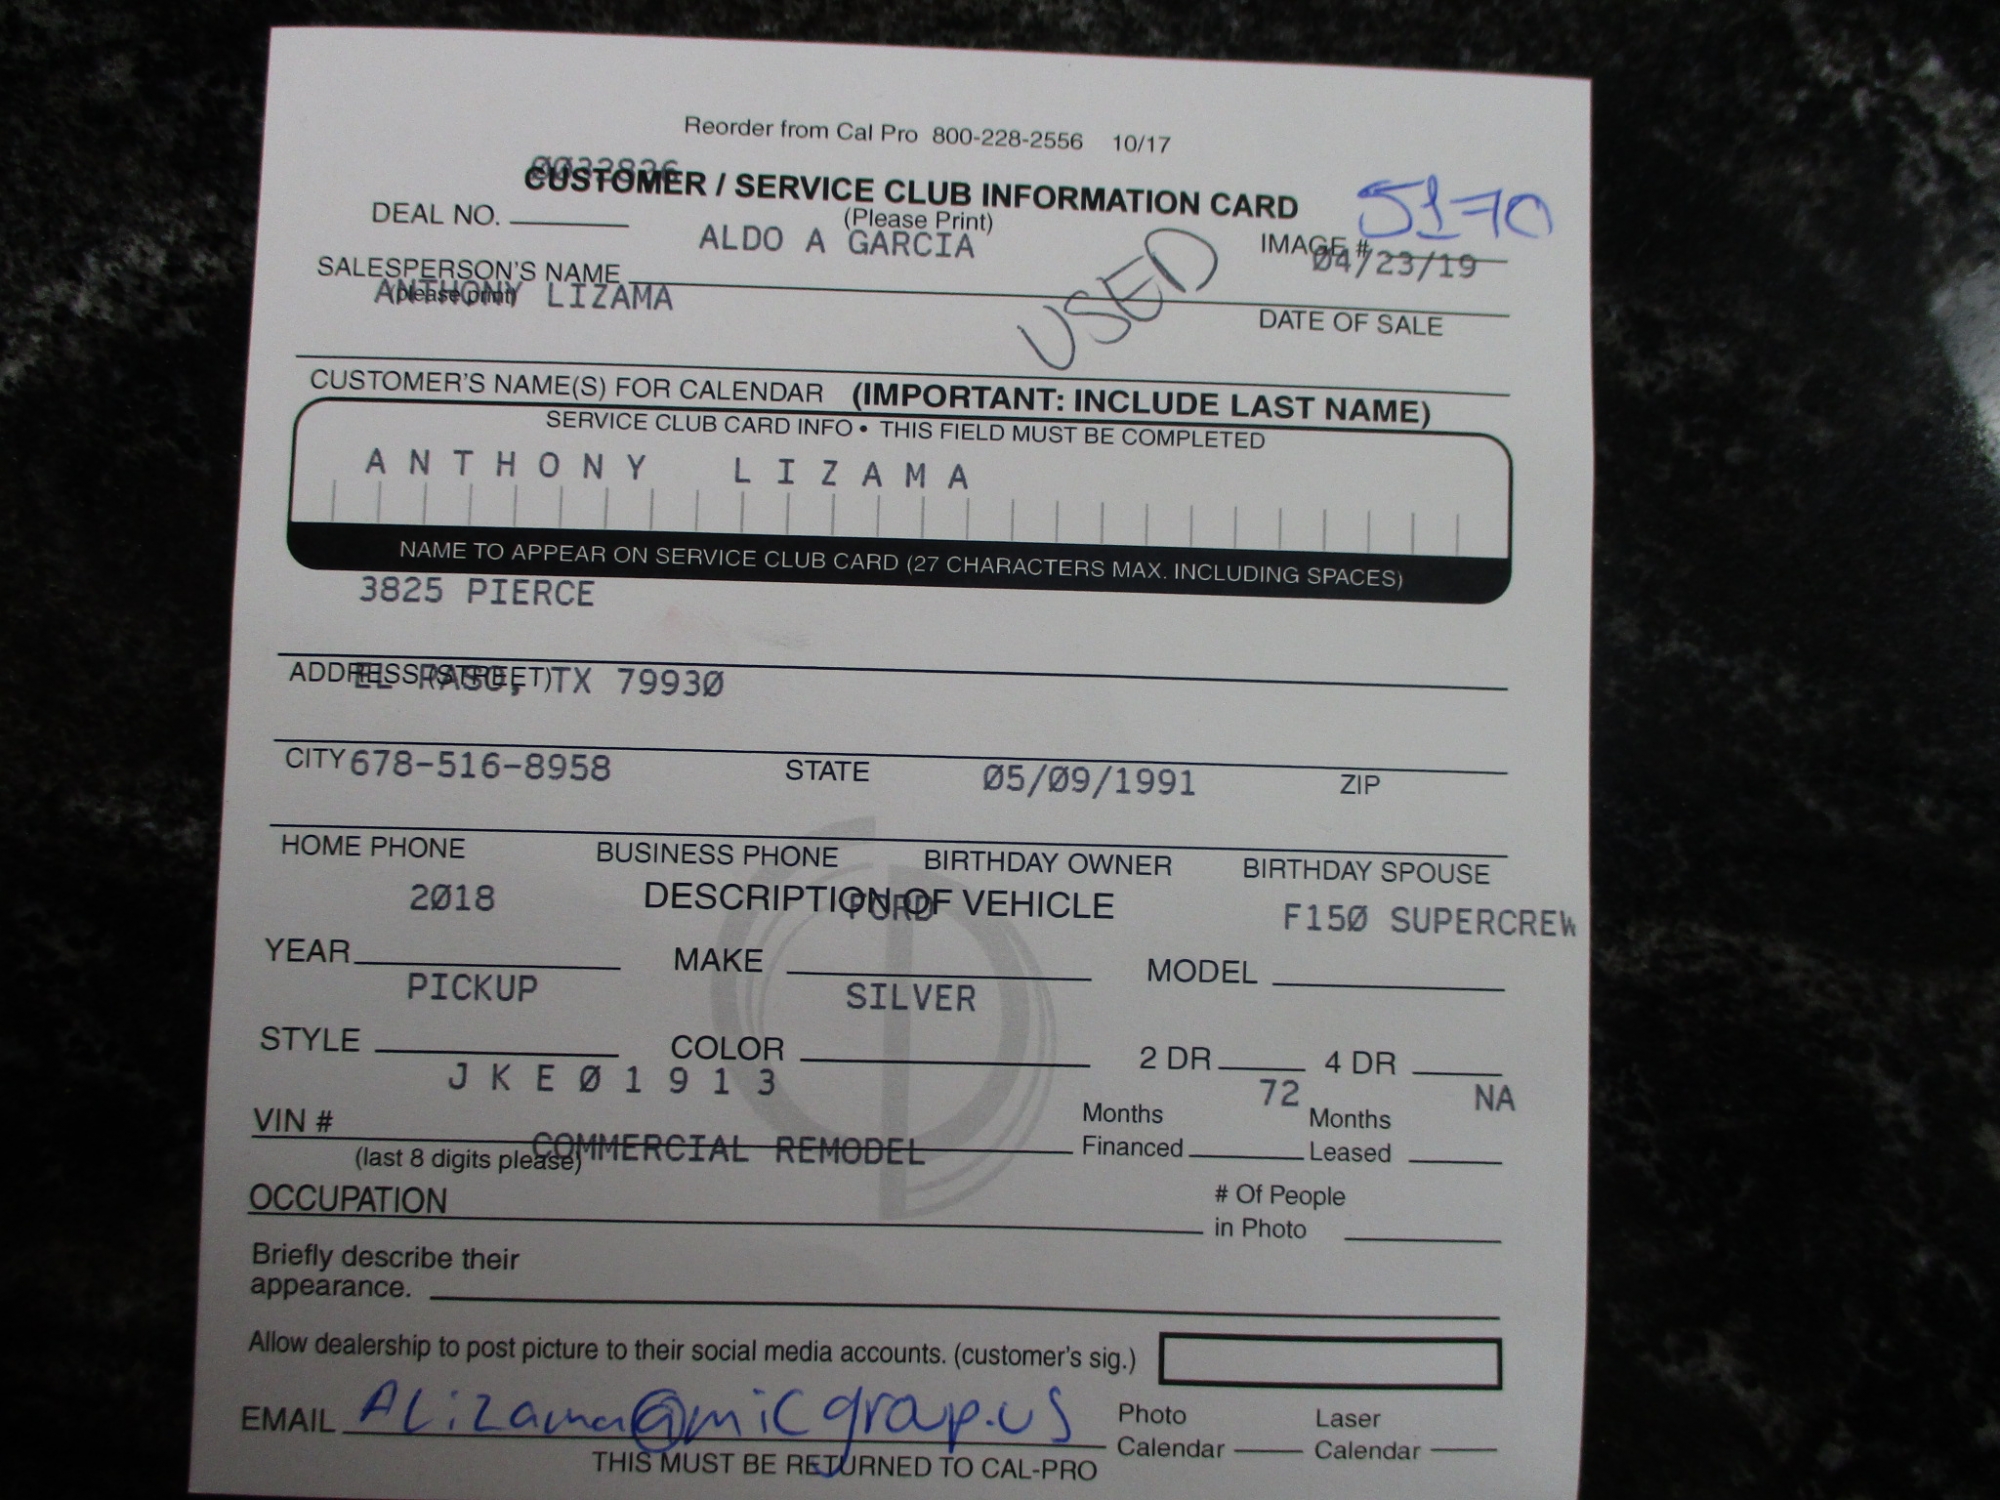 Reorder from Cal Pro 800-228-2556 10/17
0032836
CUSTOMER / SERVICE CLUB INFORMATION CARD
5170
DEAL NO.
(Please Print)
ALDO A GARCIA
IMAGE #
04/23/19
SALESPERSON'S NAME
(please print)
ANTHONY LIZAMA
USED
DATE OF SALE
CUSTOMER'S NAME(S) FOR CALENDAR (IMPORTANT: INCLUDE LAST NAME)
SERVICE CLUB CARD INFO • THIS FIELD MUST BE COMPLETED
ANTHONY LIZAMA
NAME TO APPEAR ON SERVICE CLUB CARD (27 CHARACTERS MAX. INCLUDING SPACES)
3825 PIERCE
ADDRESS (STREET)
EL PASO, TX 79930
CITY 678-516-8958 STATE 05/09/1991 ZIP
HOME PHONE BUSINESS PHONE BIRTHDAY OWNER BIRTHDAY SPOUSE
DESCRIPTION OF VEHICLE
2018 FORD F150 SUPERCREW
YEAR MAKE MODEL
PICKUP SILVER
STYLE COLOR 2 DR 4 DR
JKE01913 72 NA
VIN # Months Financed Months Leased
(last 8 digits please)
COMMERCIAL REMODEL
OCCUPATION # Of People in Photo
Briefly describe their
appearance.
Allow dealership to post picture to their social media accounts. (customer's sig.)
EMAIL ALizama@micgroup.us Photo Calendar Laser Calendar
THIS MUST BE RETURNED TO CAL-PRO